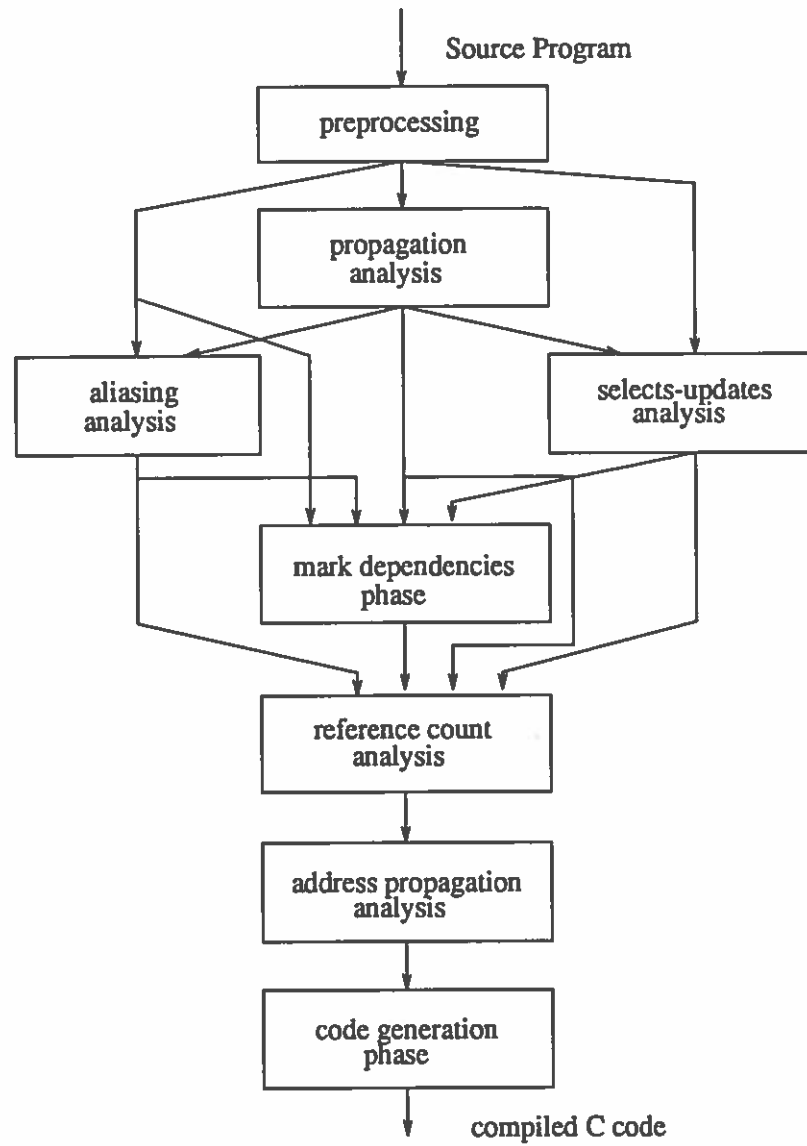 Source Program
preprocessing
propagation
analysis
aliasing
analysis
selects-updates
analysis
mark dependencies
phase
reference count
analysis
address propagation
analysis
code generation
phase
compiled C code